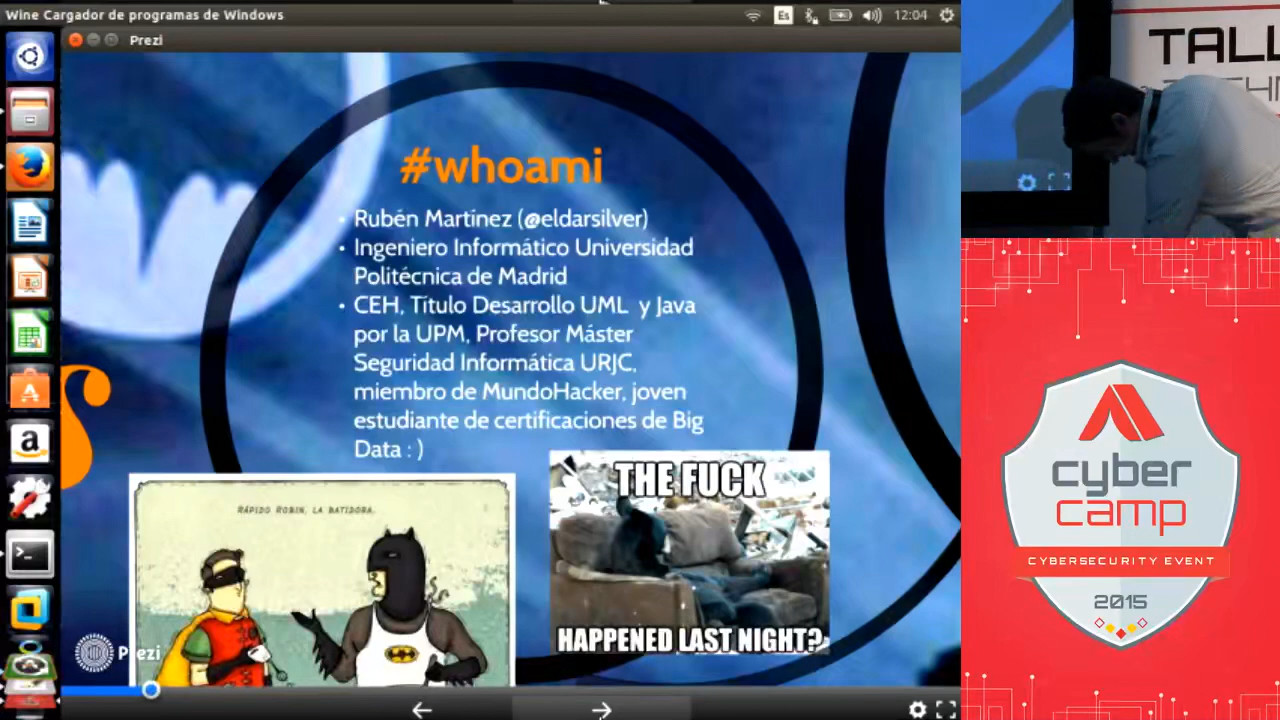 Wine Cargador de programas de Windows
Es
12:04
Prezi
#whoami
• Rubén Martínez (@eldarsilver)
• Ingeniero Informático Universidad
Politécnica de Madrid
• CEH, Título Desarrollo UML y Java
por la UPM, Profesor Máster
Seguridad Informática URJC,
miembro de MundoHacker, joven
estudiante de certificaciones de Big
Data : )
RÁPIDO ROBIN, LA BATIDORA.
THE FUCK
HAPPENED LAST NIGHT?
Prezi
TALL
cyber
camp
CYBERSECURITY EVENT
2015